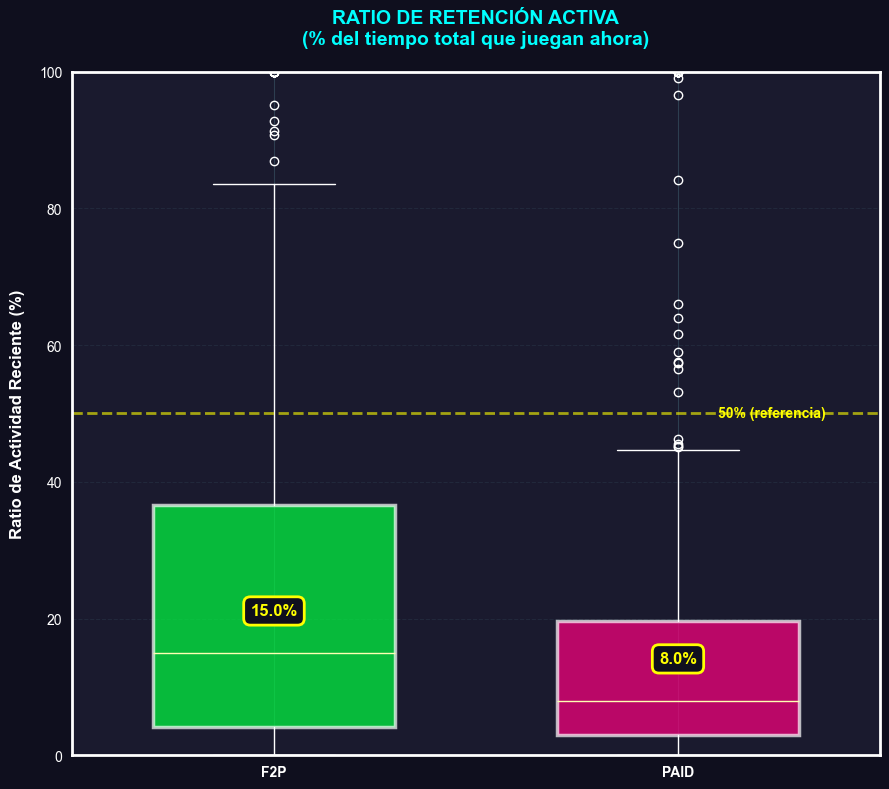 RATIO DE RETENCIÓN ACTIVA
(% del tiempo total que juegan ahora)
Ratio de Actividad Reciente (%)
100
80
60
40
20
0
50% (referencia)
15.0%
8.0%
F2P
PAID